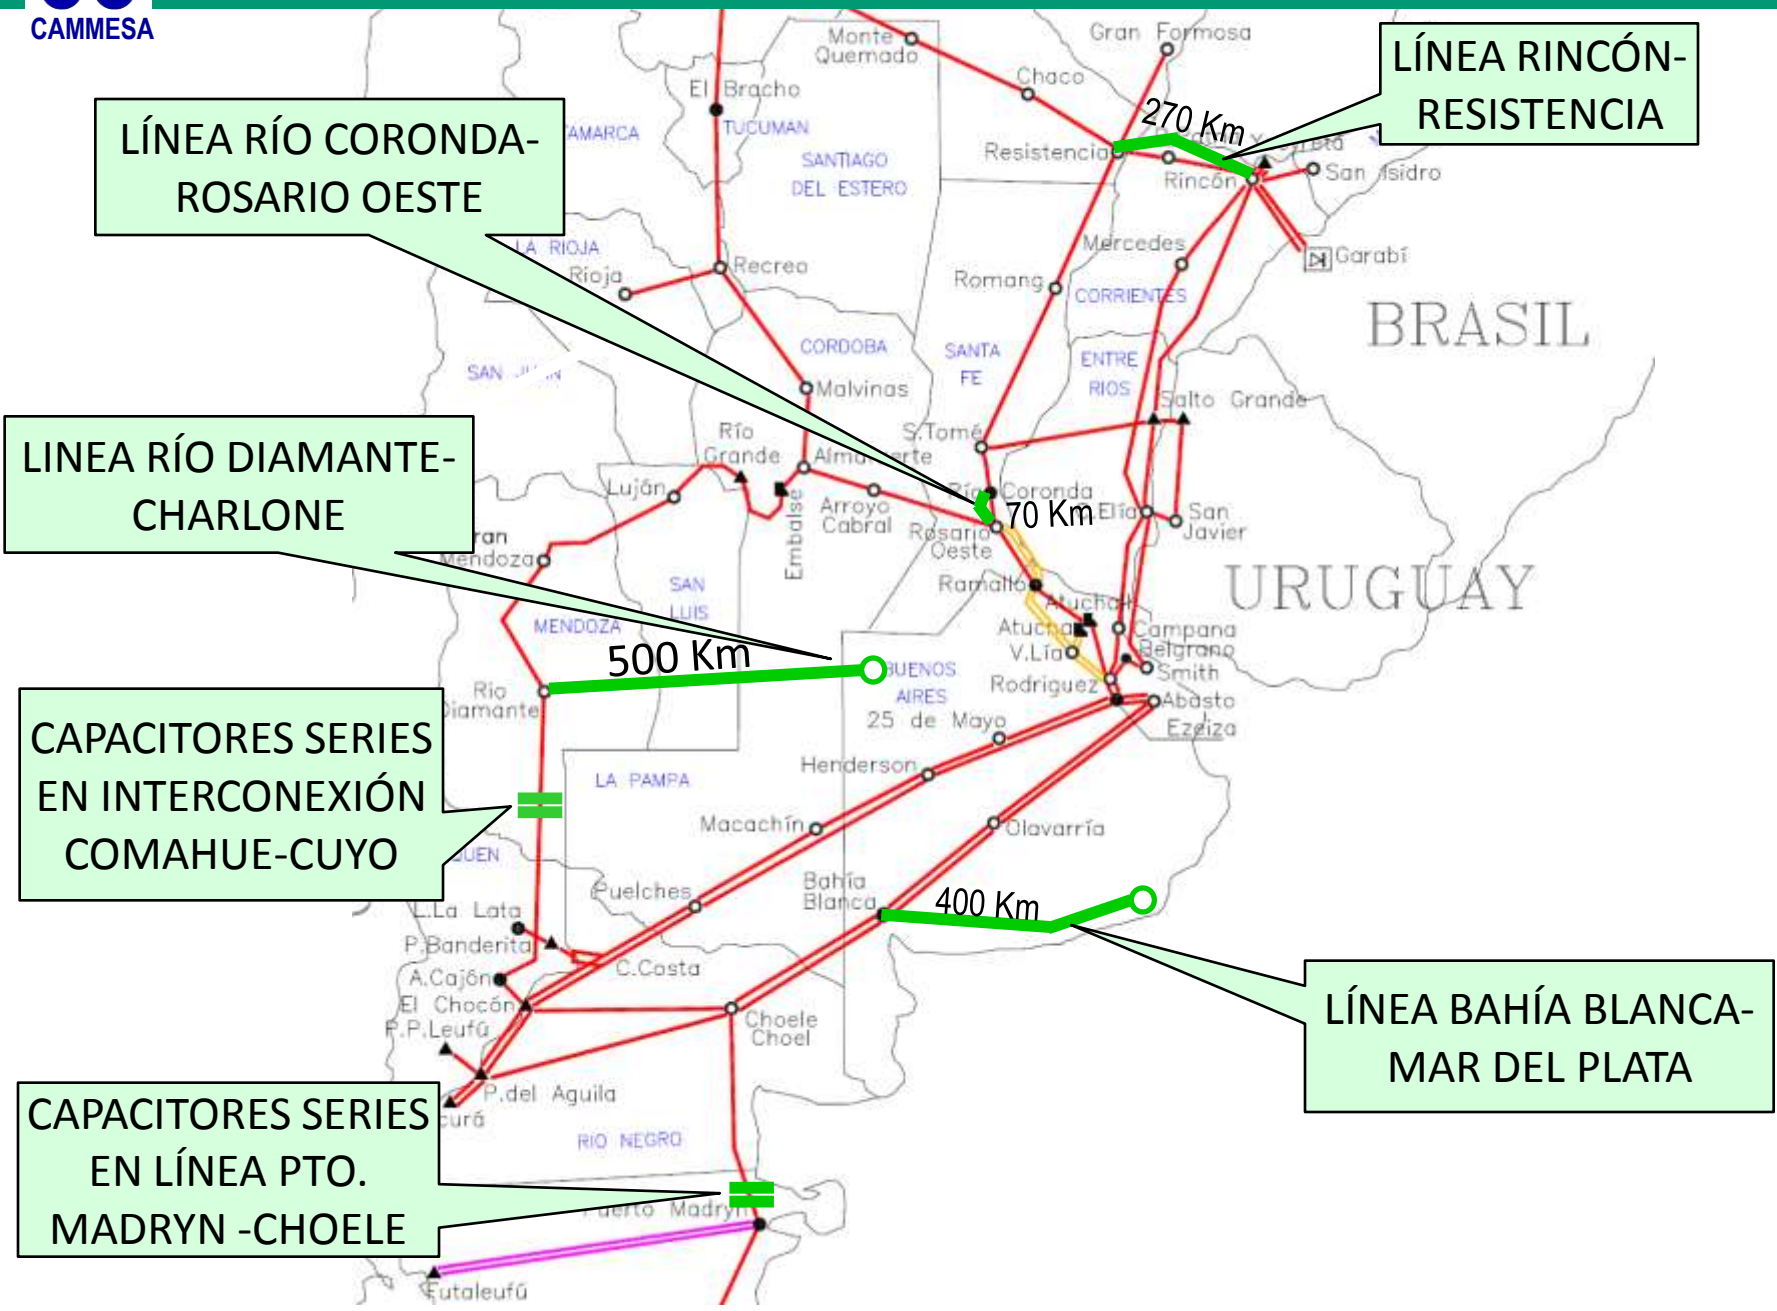 CAMMESA
LÍNEA RÍO CORONDA-
ROSARIO OESTE
LÍNEA RINCÓN-
RESISTENCIA
LINEA RÍO DIAMANTE-
CHARLONE
CAPACITORES SERIES
EN INTERCONEXIÓN
COMAHUE-CUYO
CAPACITORES SERIES
EN LÍNEA PTO.
MADRYN -CHOELE
LÍNEA BAHÍA BLANCA-
MAR DEL PLATA
270 Km
70 Km
500 Km
400 Km
Monte
Quemado
Gran Formosa
Chaco
El Bracho
TUCUMAN
SANTIAGO
DEL ESTERO
Resistencia
Rincón
San Isidro
Mercedes
Garabí
LA RIOJA
Rioja
Recreo
Romang
CORRIENTES
BRASIL
CORDOBA
SANTA
FE
ENTRE
RIOS
SAN
Malvinas
Salto Grande
S.Tomé
Río
Grande
Almafuerte
Luján
Embalse
Arroyo
Cabral
Coronda
Rosario
Oeste
San
Javier
Mendoza
SAN
LUIS
MENDOZA
Ramallo
URUGUAY
Atucha I
Atucha
Campana
V.Lía
Belgrano
Smith
Rodriguez
Abasto
Ezeiza
BUENOS
AIRES
25 de Mayo
Rio
Diamante
Henderson
LA PAMPA
Macachín
Olavarría
Puelches
Bahía
Blanca
L.La Lata
P.Banderita
C.Costa
A.Cajón
El Chocón
P.P.Leufú
Choele
Choel
P.del Aguila
RIO NEGRO
Puerto Madryn
Futaleufú